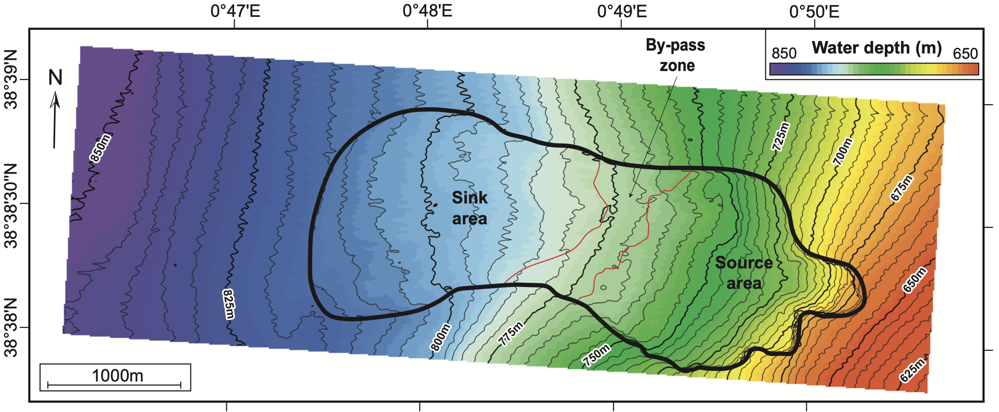 0°47'E
0°48'E
0°49'E
0°50'E
By-pass
zone
Water depth (m)
850
650
N
38°39'N
38°38'30"N
38°38'N
850m
825m
800m
775m
750m
725m
700m
675m
650m
625m
Sink
area
Source
area
1000m